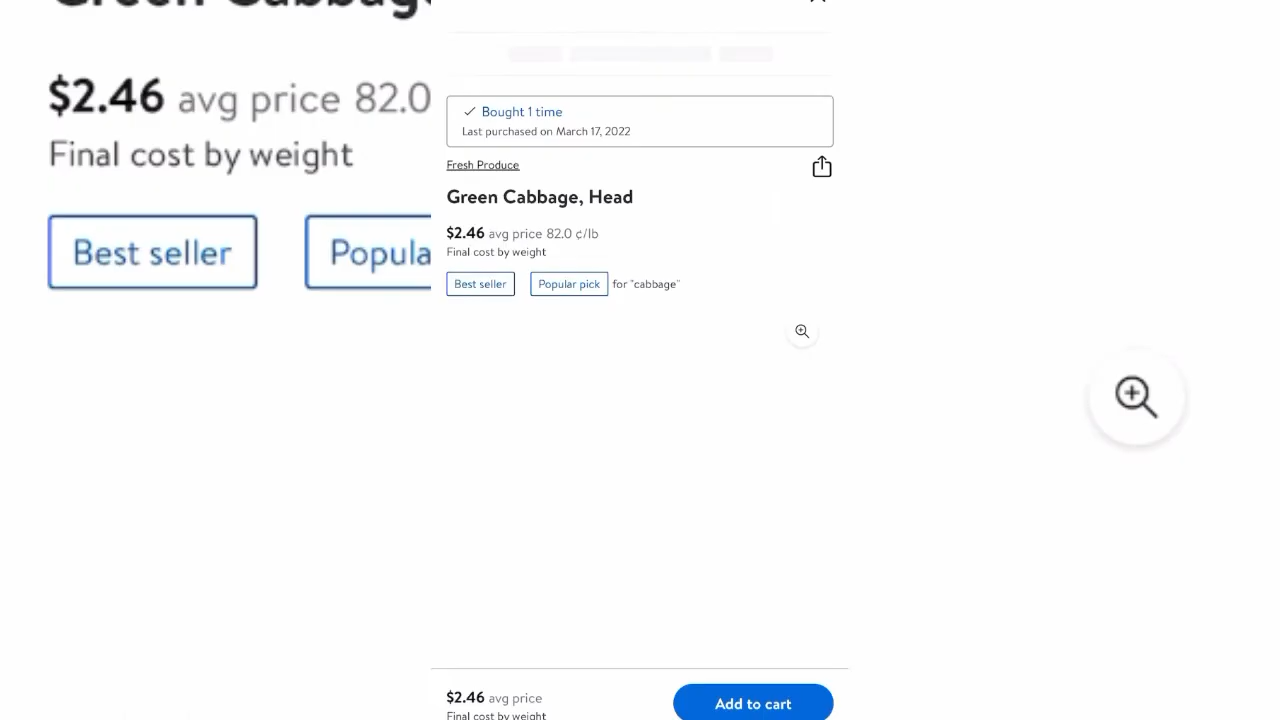 Green Cabbage
$2.46 avg price 82.0
Final cost by weight
Best seller
Popula
Bought 1 time
Last purchased on March 17, 2022
Fresh Produce
Green Cabbage, Head
$2.46 avg price 82.0 ¢/lb
Final cost by weight
Best seller Popular pick for "cabbage"
$2.46 avg price
Add to cart
Final cost by weight